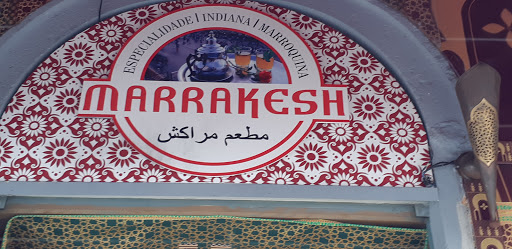 ESPECIALIDADE | INDIANA | MARROQUINA
MARRAKESH
مطعم مراكش